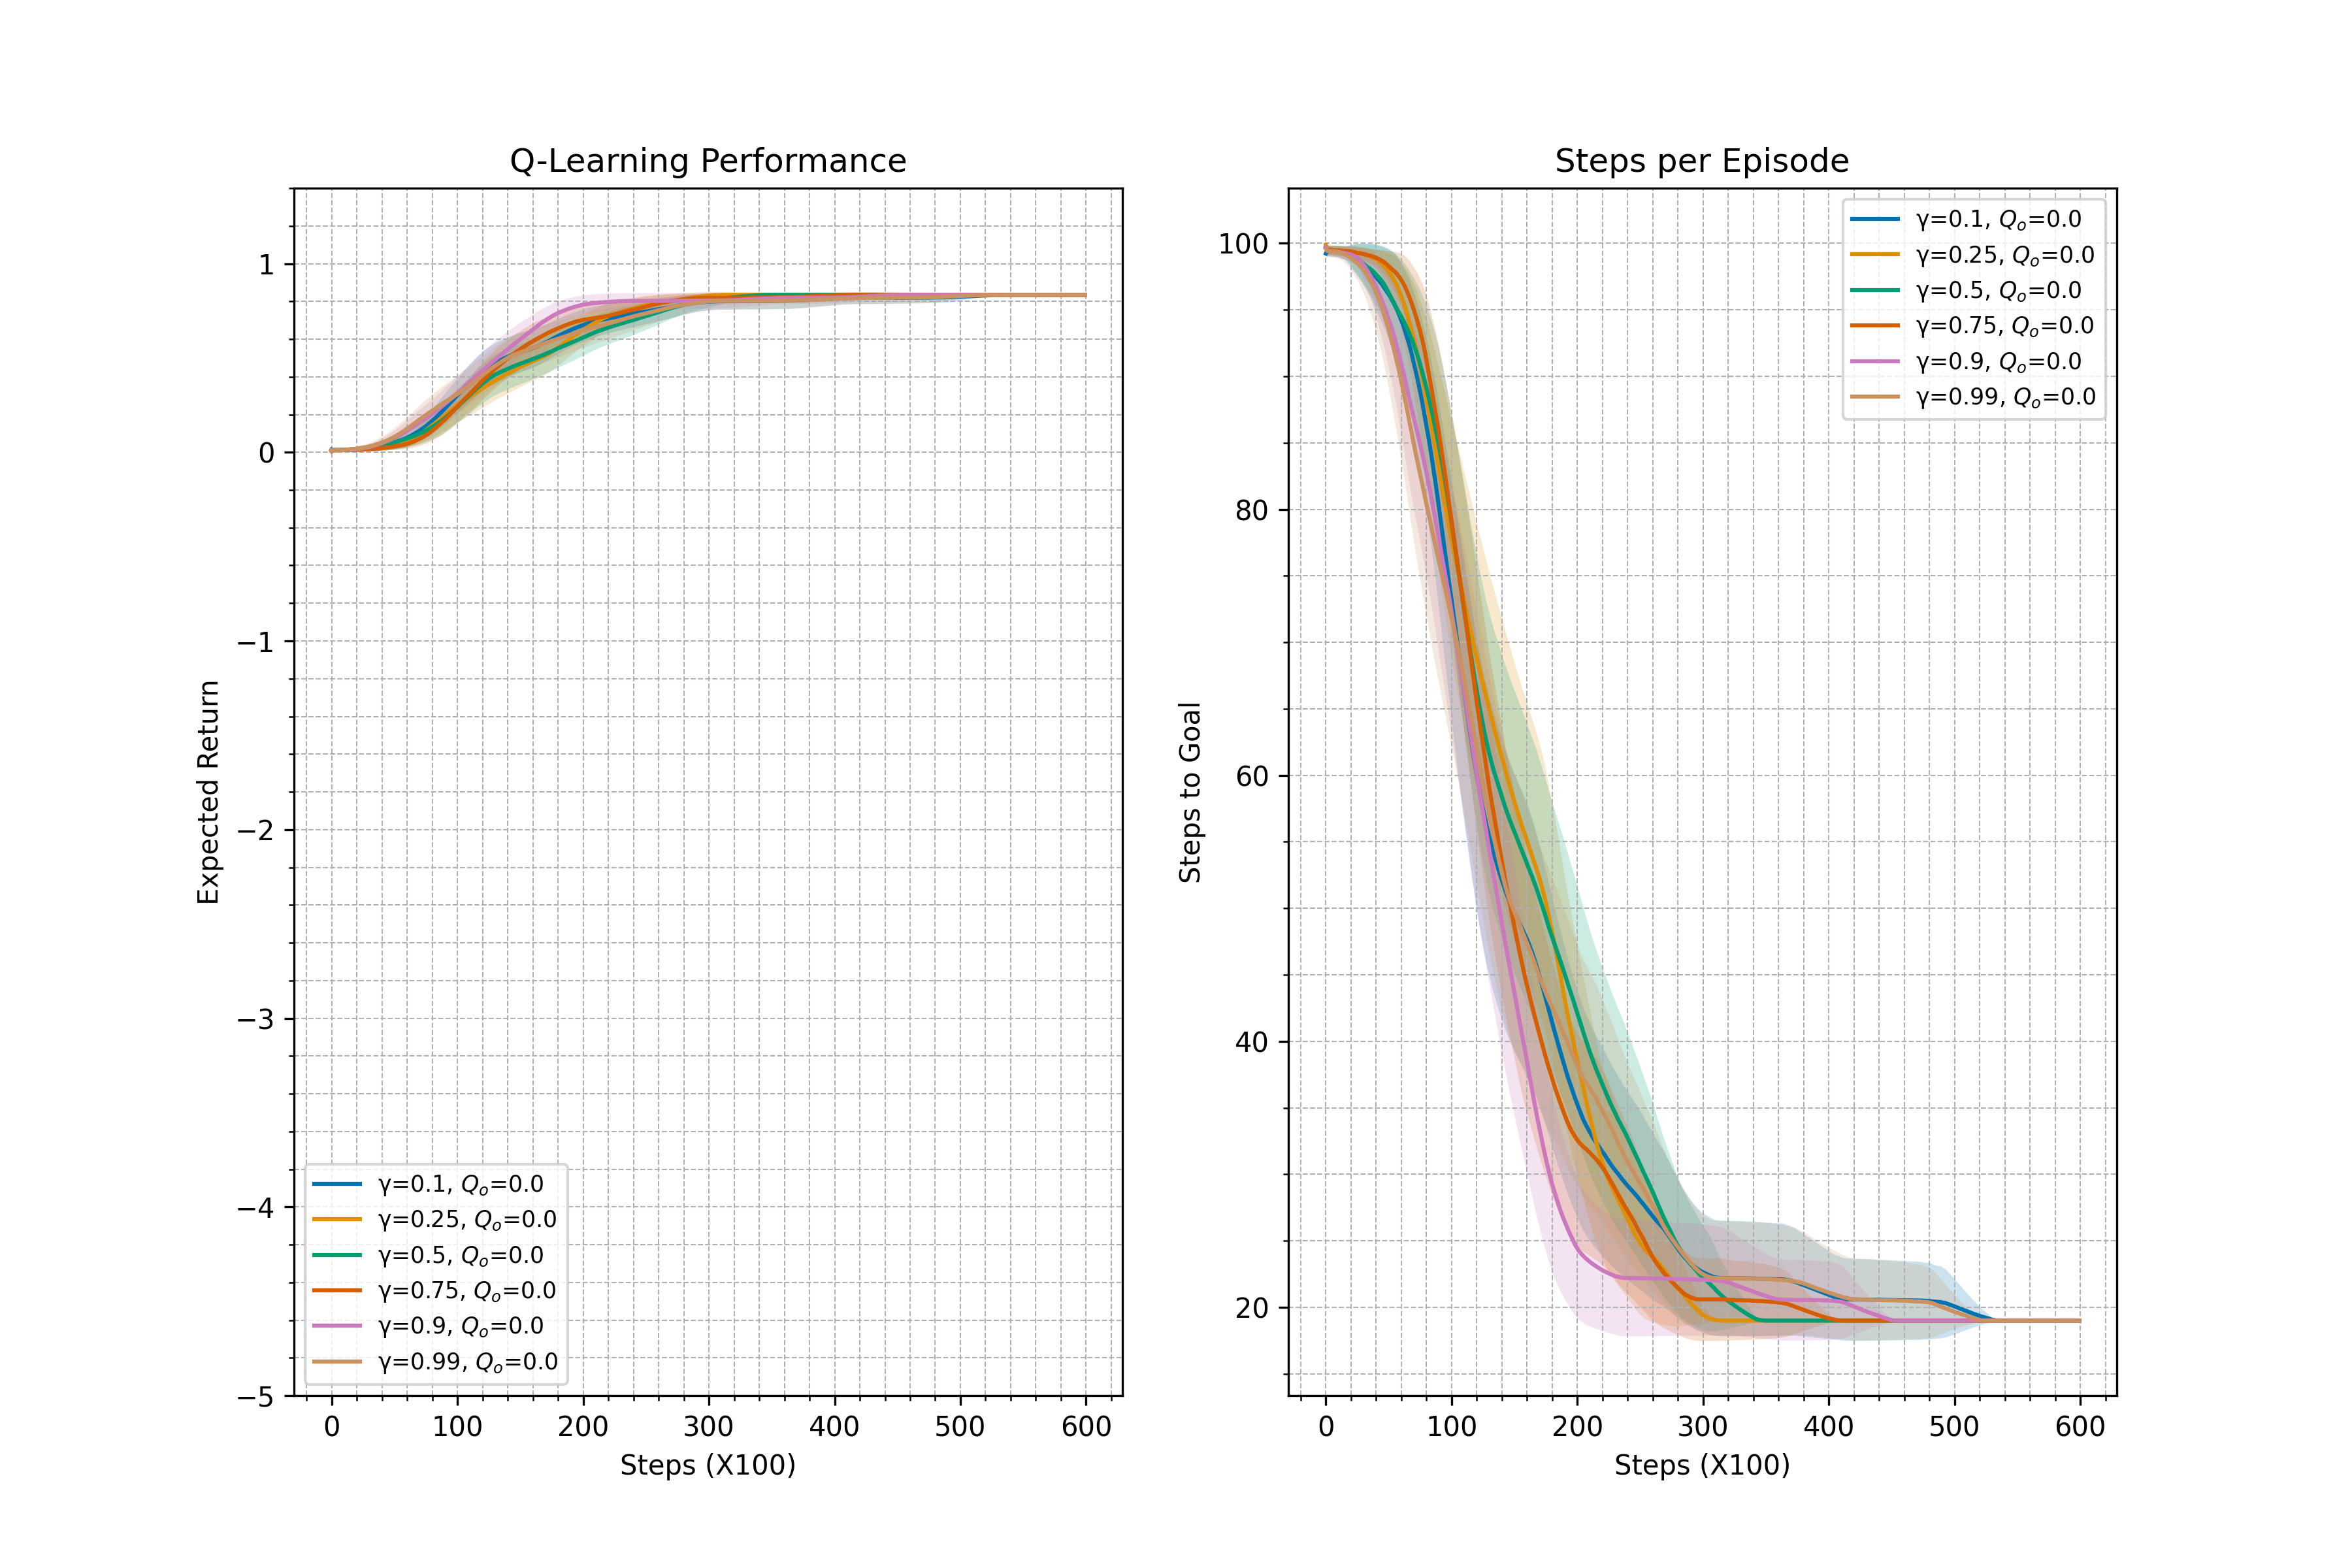 Q-Learning Performance
Expected Return
1
0
−1
−2
−3
−4
−5
0 100 200 300 400 500 600
Steps (X100)
γ=0.1, Qₒ=0.0
γ=0.25, Qₒ=0.0
γ=0.5, Qₒ=0.0
γ=0.75, Qₒ=0.0
γ=0.9, Qₒ=0.0
γ=0.99, Qₒ=0.0
Steps per Episode
Steps to Goal
100
80
60
40
20
0 100 200 300 400 500 600
Steps (X100)
γ=0.1, Qₒ=0.0
γ=0.25, Qₒ=0.0
γ=0.5, Qₒ=0.0
γ=0.75, Qₒ=0.0
γ=0.9, Qₒ=0.0
γ=0.99, Qₒ=0.0